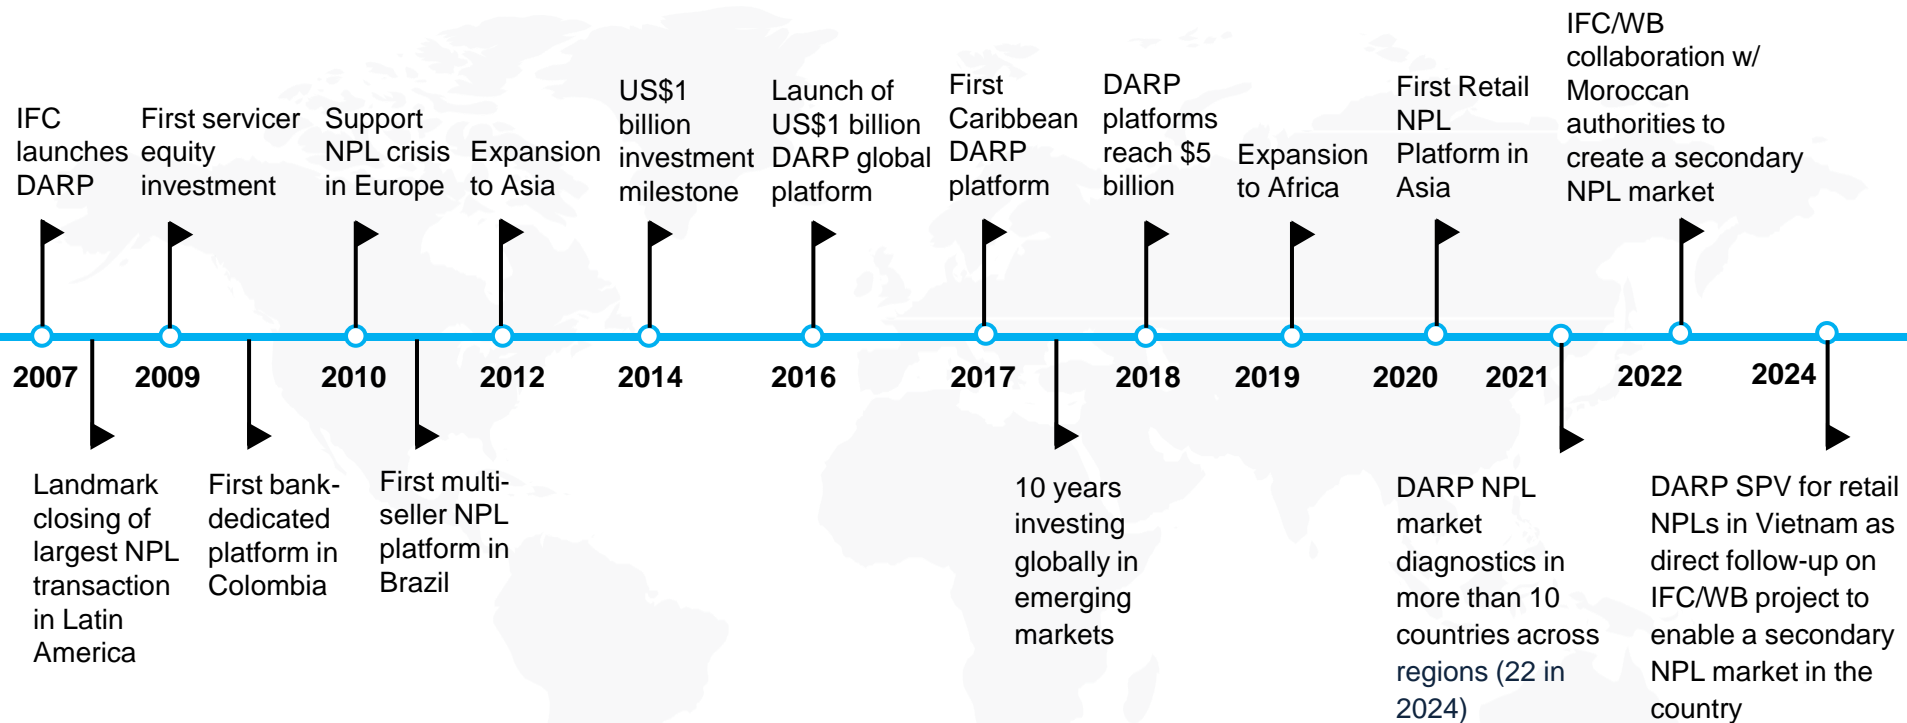 IFC
launches
DARP
First servicer
equity
investment
Support
NPL crisis
in Europe
Expansion
to Asia
US$1
billion
investment
milestone
Launch of
US$1 billion
DARP global
platform
First
Caribbean
DARP
platform
DARP
platforms
reach $5
billion
Expansion
to Africa
First Retail
NPL
Platform in
Asia
IFC/WB
collaboration w/
Moroccan
authorities to
create a secondary
NPL market
2007
2009
2010
2012
2014
2016
2017
2018
2019
2020
2021
2022
2024
Landmark
closing of
largest NPL
transaction
in Latin
America
First bank-
dedicated
platform in
Colombia
First multi-
seller NPL
platform in
Brazil
10 years
investing
globally in
emerging
markets
DARP NPL
market
diagnostics in
more than 10
countries across
regions (22 in
2024)
DARP SPV for retail
NPLs in Vietnam as
direct follow-up on
IFC/WB project to
enable a secondary
NPL market in the
country